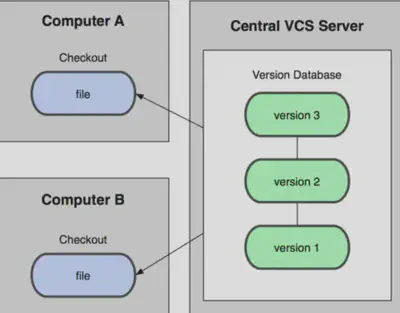 Computer A
Checkout
file
Computer B
Checkout
file
Central VCS Server
Version Database
version 3
version 2
version 1